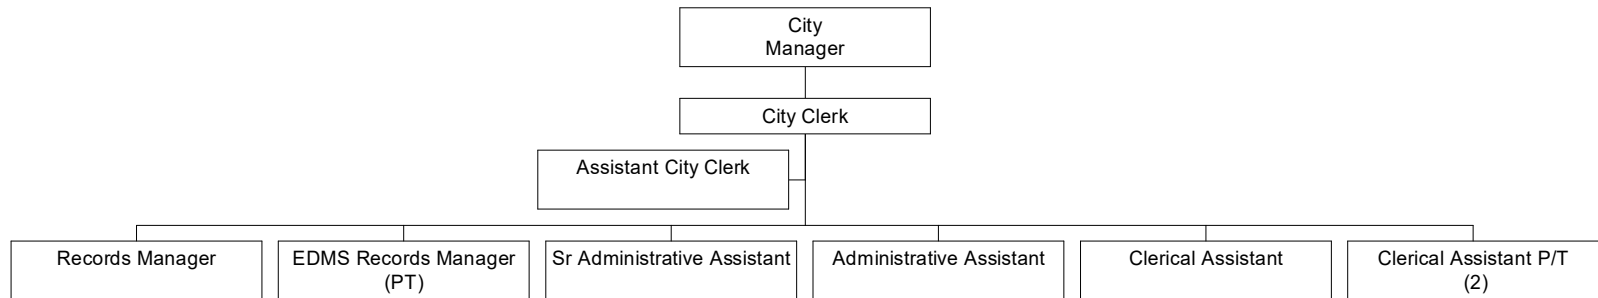 City
Manager
City Clerk
Assistant City Clerk
Records Manager
EDMS Records Manager
(PT)
Sr Administrative Assistant
Administrative Assistant
Clerical Assistant
Clerical Assistant P/T
(2)